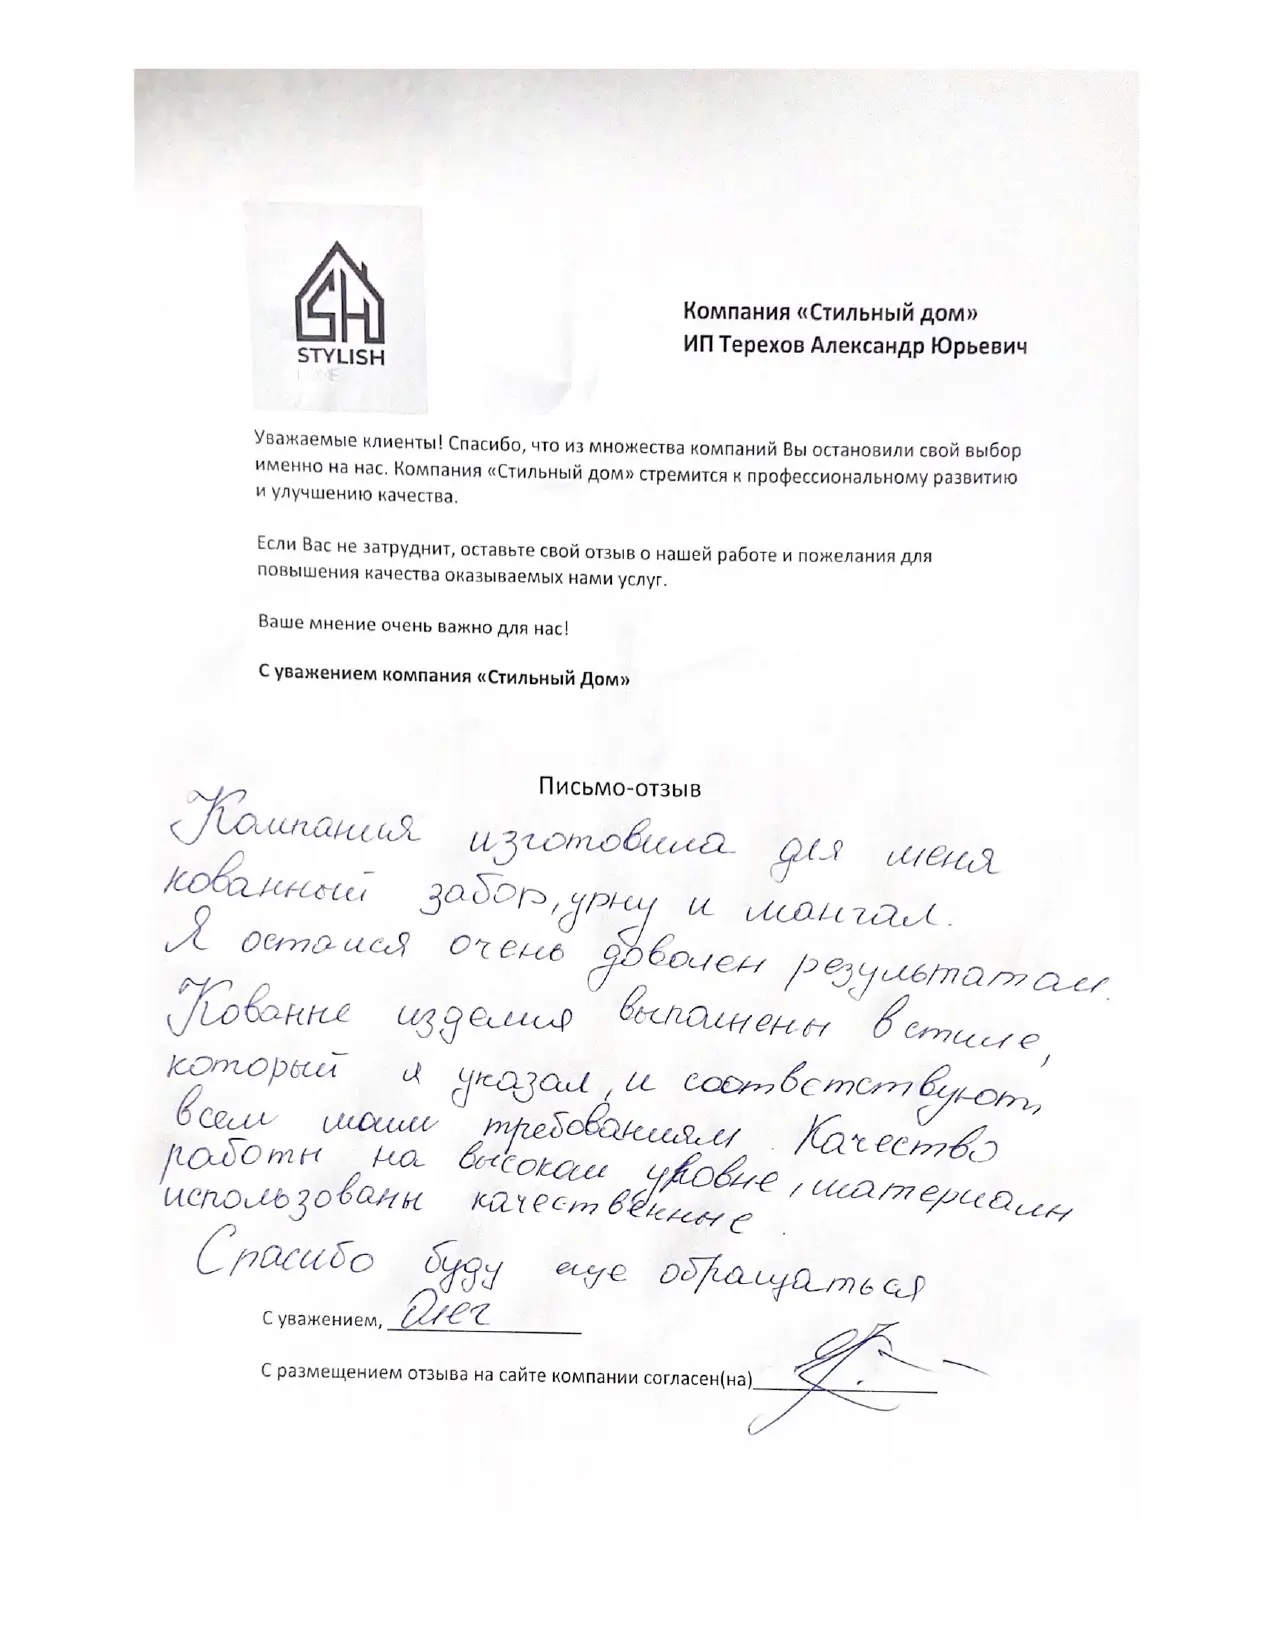 SH
STYLISH
HOME
Компания «Стильный дом»
ИП Терехов Александр Юрьевич
Уважаемые клиенты! Спасибо, что из множества компаний Вы остановили свой выбор
именно на нас. Компания «Стильный дом» стремится к профессиональному развитию
и улучшению качества.
Если Вас не затруднит, оставьте свой отзыв о нашей работе и пожелания для
повышения качества оказываемых нами услуг.
Ваше мнение очень важно для нас!
С уважением компания «Стильный Дом»
Письмо-отзыв
Компания изготовила для меня
кованный забор, урну и мангал.
Я остался очень доволен результатам.
Кованне изделия выполнены в стиле,
который я указал, и соответствуют,
всем моим требованиям. Качество
работы на высоком уровне, материалы
использованы качественные.
Спасибо буду еще обращаться
С уважением, Олег
С размещением отзыва на сайте компании согласен(на)